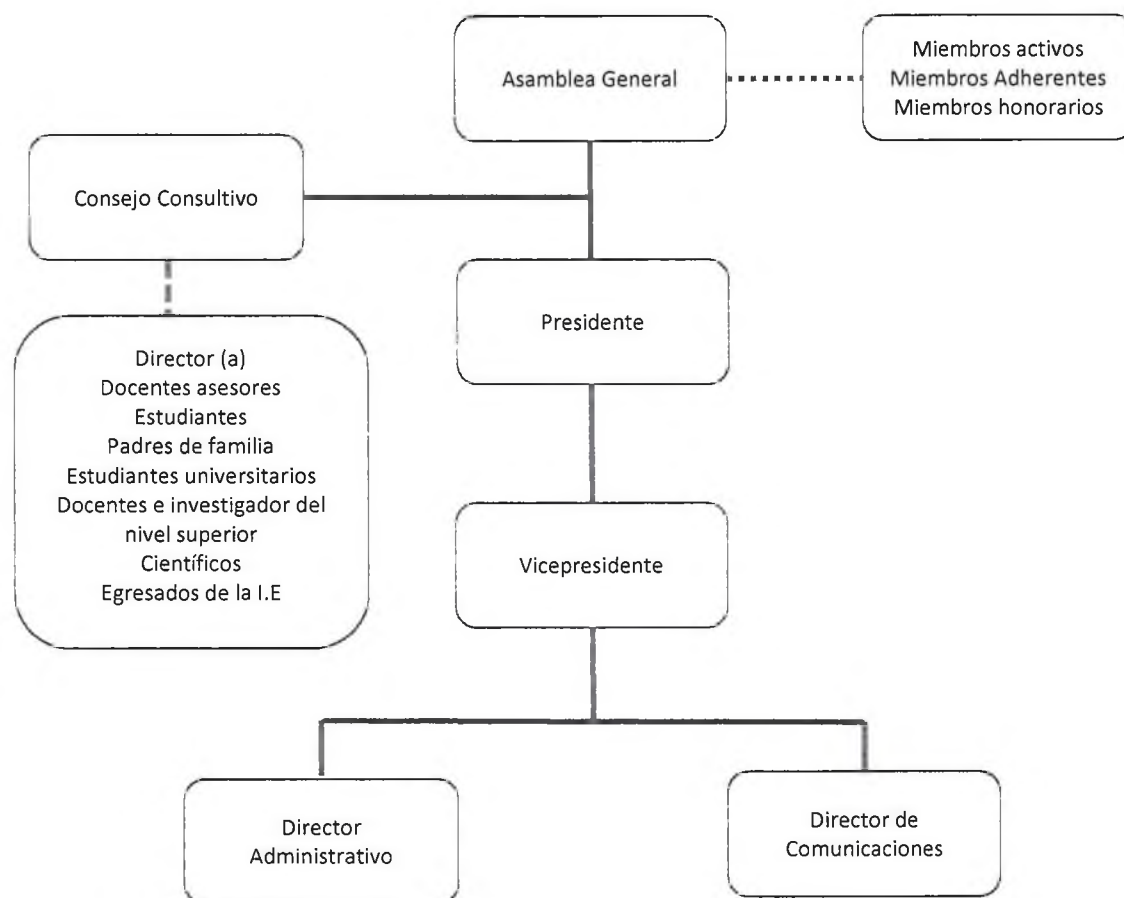 Asamblea General
Miembros activos
Miembros Adherentes
Miembros honorarios
Consejo Consultivo
Presidente
Director (a)
Docentes asesores
Estudiantes
Padres de familia
Estudiantes universitarios
Docentes e investigador del
nivel superior
Científicos
Egresados de la I.E
Vicepresidente
Director
Administrativo
Director de
Comunicaciones